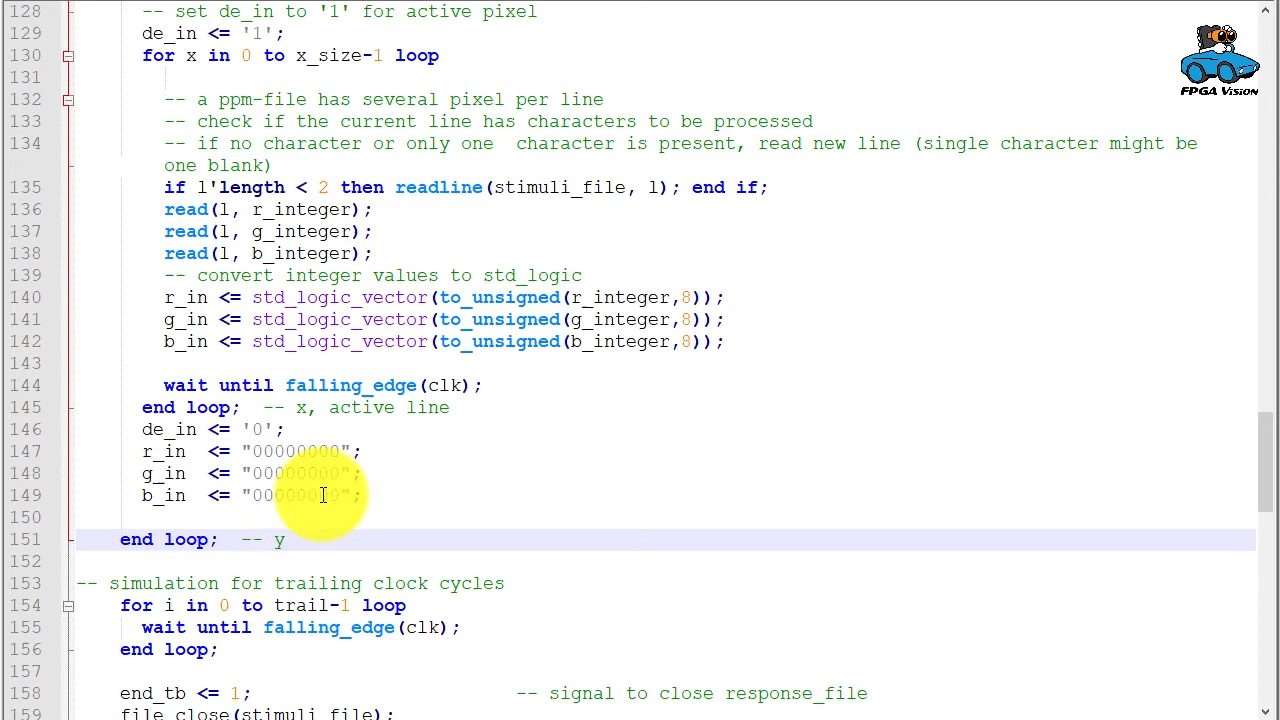 128 -- set de_in to '1' for active pixel
129 de_in <= '1';
130 for x in 0 to x_size-1 loop
131
132 -- a ppm-file has several pixel per line
133 -- check if the current line has characters to be processed
134 -- if no character or only one  character is present, read new line (single character might be
one blank)
135 if l'length < 2 then readline(stimuli_file, l); end if;
136 read(l, r_integer);
137 read(l, g_integer);
138 read(l, b_integer);
139 -- convert integer values to std_logic
140 r_in <= std_logic_vector(to_unsigned(r_integer,8));
141 g_in <= std_logic_vector(to_unsigned(g_integer,8));
142 b_in <= std_logic_vector(to_unsigned(b_integer,8));
143
144 wait until falling_edge(clk);
145 end loop;  -- x, active line
146 de_in <= '0';
147 r_in  <= "00000000";
148 g_in  <= "00000000";
149 b_in  <= "00000000";
150
151 end loop;  -- y
152
153 -- simulation for trailing clock cycles
154 for i in 0 to trail-1 loop
155 wait until falling_edge(clk);
156 end loop;
157
158 end_tb <= 1; -- signal to close response_file
159 file_close(stimuli_file);
FPGA Vision